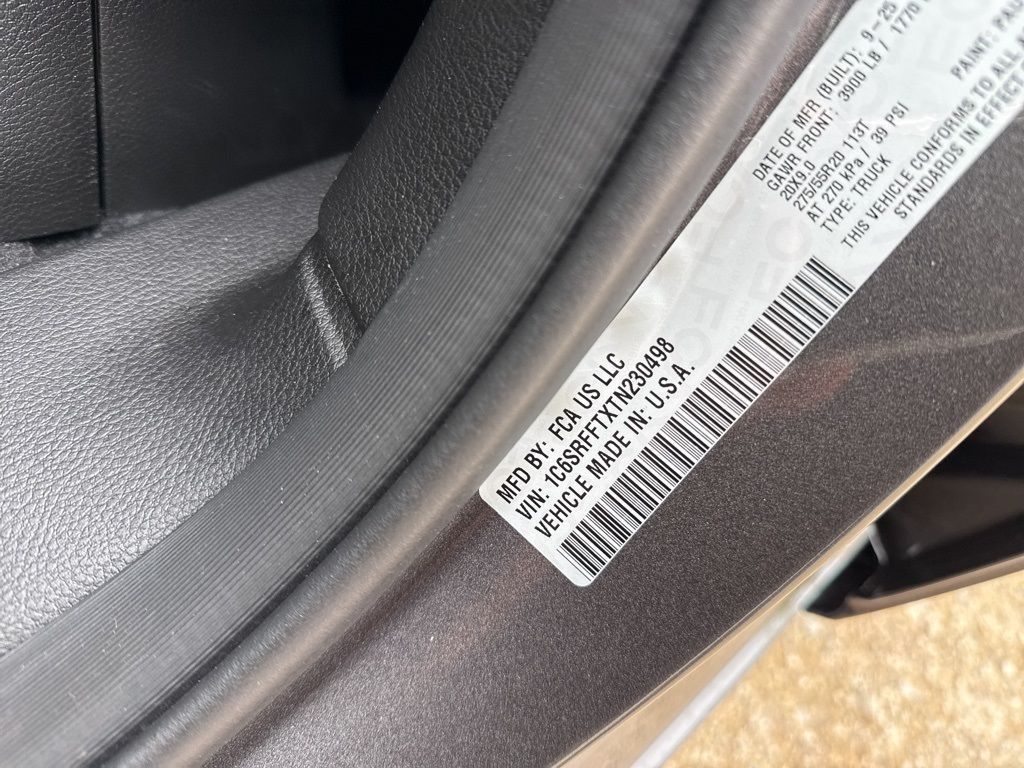 MFD BY: FCA US LLC
VIN: 1C6SRFFTXTN230498
VEHICLE MADE IN: U.S.A.
DATE OF MFR (BUILT): 9-25
GAWR FRONT: 3900 LB / 1770
20X9.0
275/55R20 113T
AT 270 kPa / 39 PSI
TYPE: TRUCK
PAINT: PAU
THIS VEHICLE CONFORMS TO ALL A
STANDARDS IN EFFECT